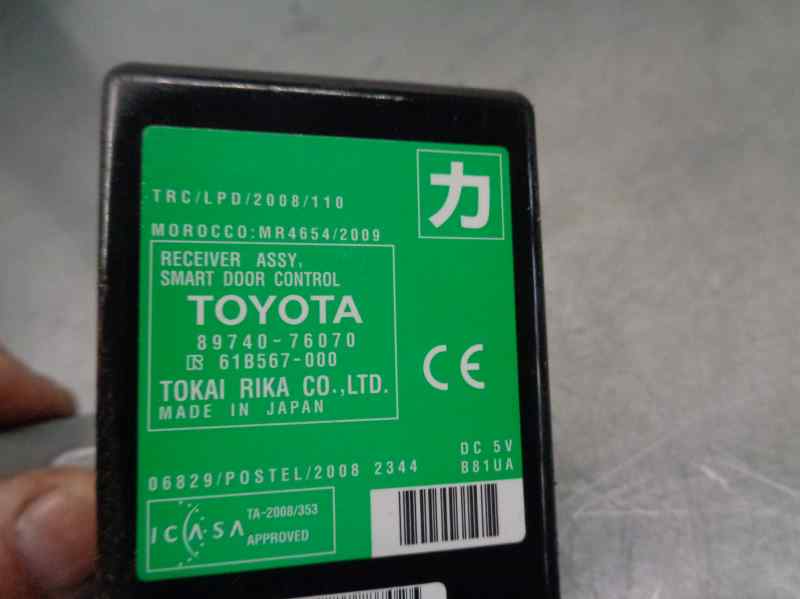 TRC/LPD/2008/110
力
MOROCCO:MR4654/2009
RECEIVER ASSY,
SMART DOOR CONTROL
TOYOTA
89740-76070
R 61B567-000
TOKAI RIKA CO.,LTD.
MADE IN JAPAN
CE
DC 5V
06829/POSTEL/2008 2344 B81UA
ICASA
TA-2008/353
APPROVED